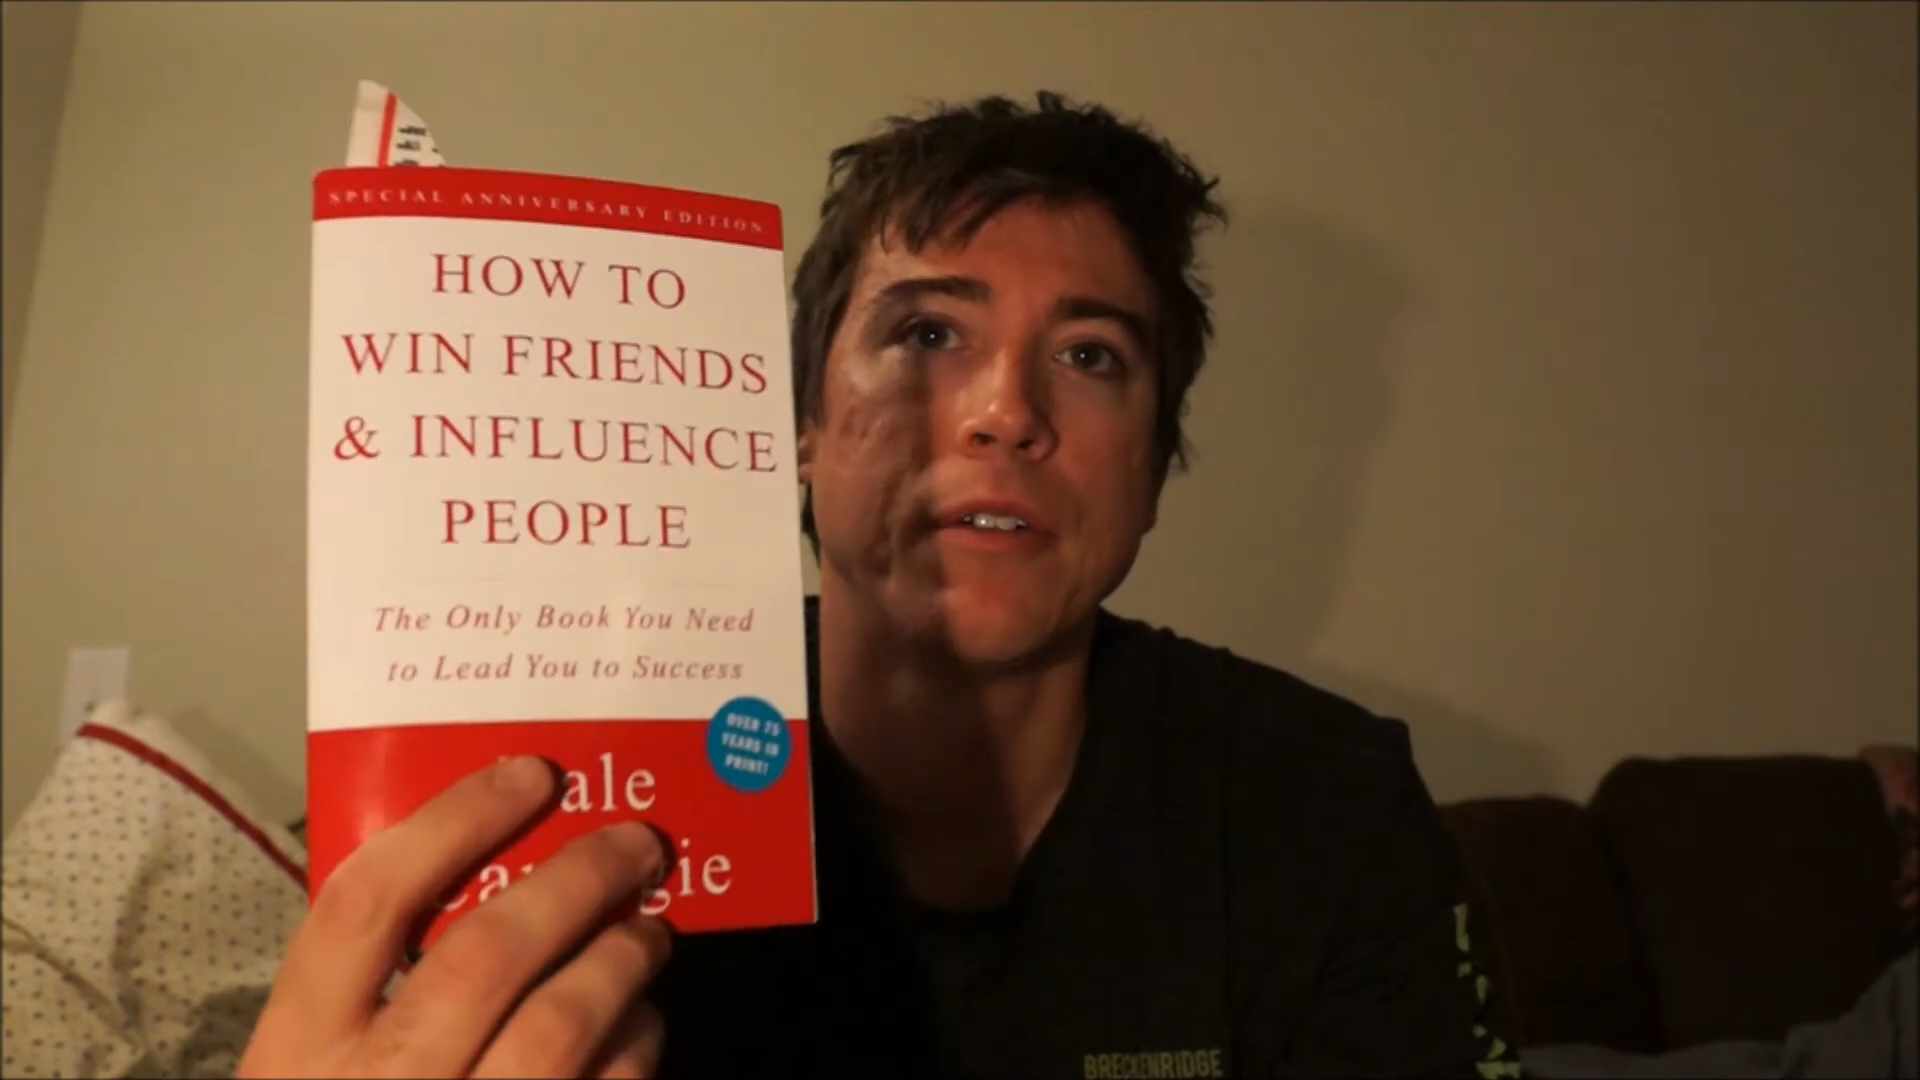 SPECIAL ANNIVERSARY EDITION
HOW TO
WIN FRIENDS
& INFLUENCE
PEOPLE
The Only Book You Need
to Lead You to Success
OVER 75
YEARS IN
PRINT!
BRECKENRIDGE